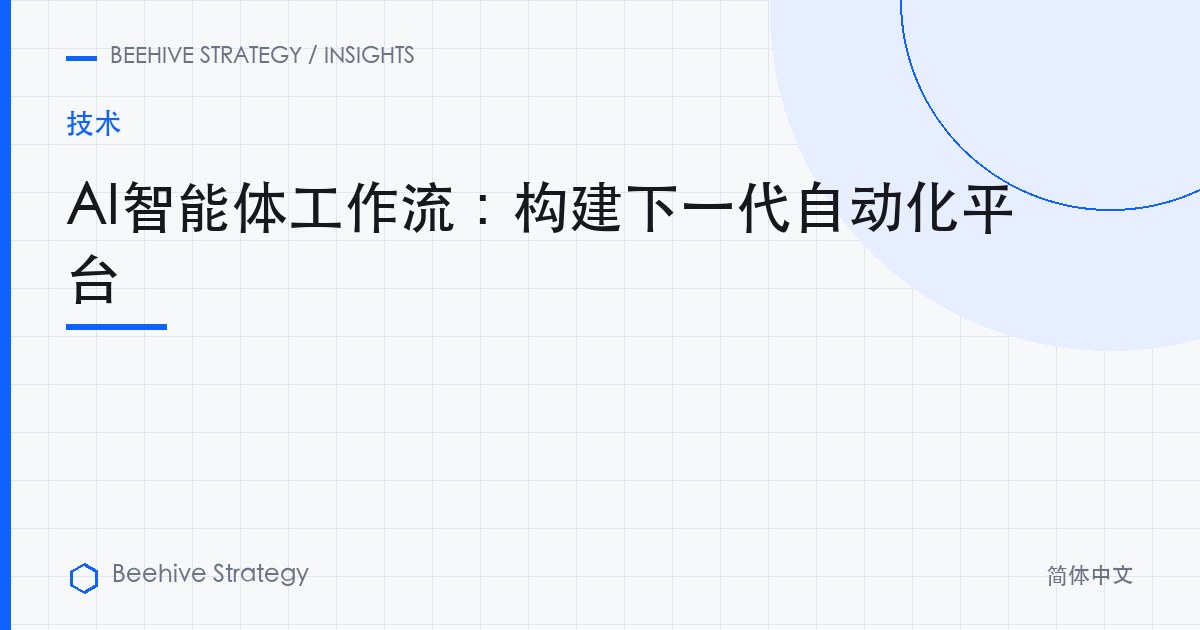 BEEHIVE STRATEGY / INSIGHTS
技术
AI智能体工作流：构建下一代自动化平
台
Beehive Strategy
简体中文